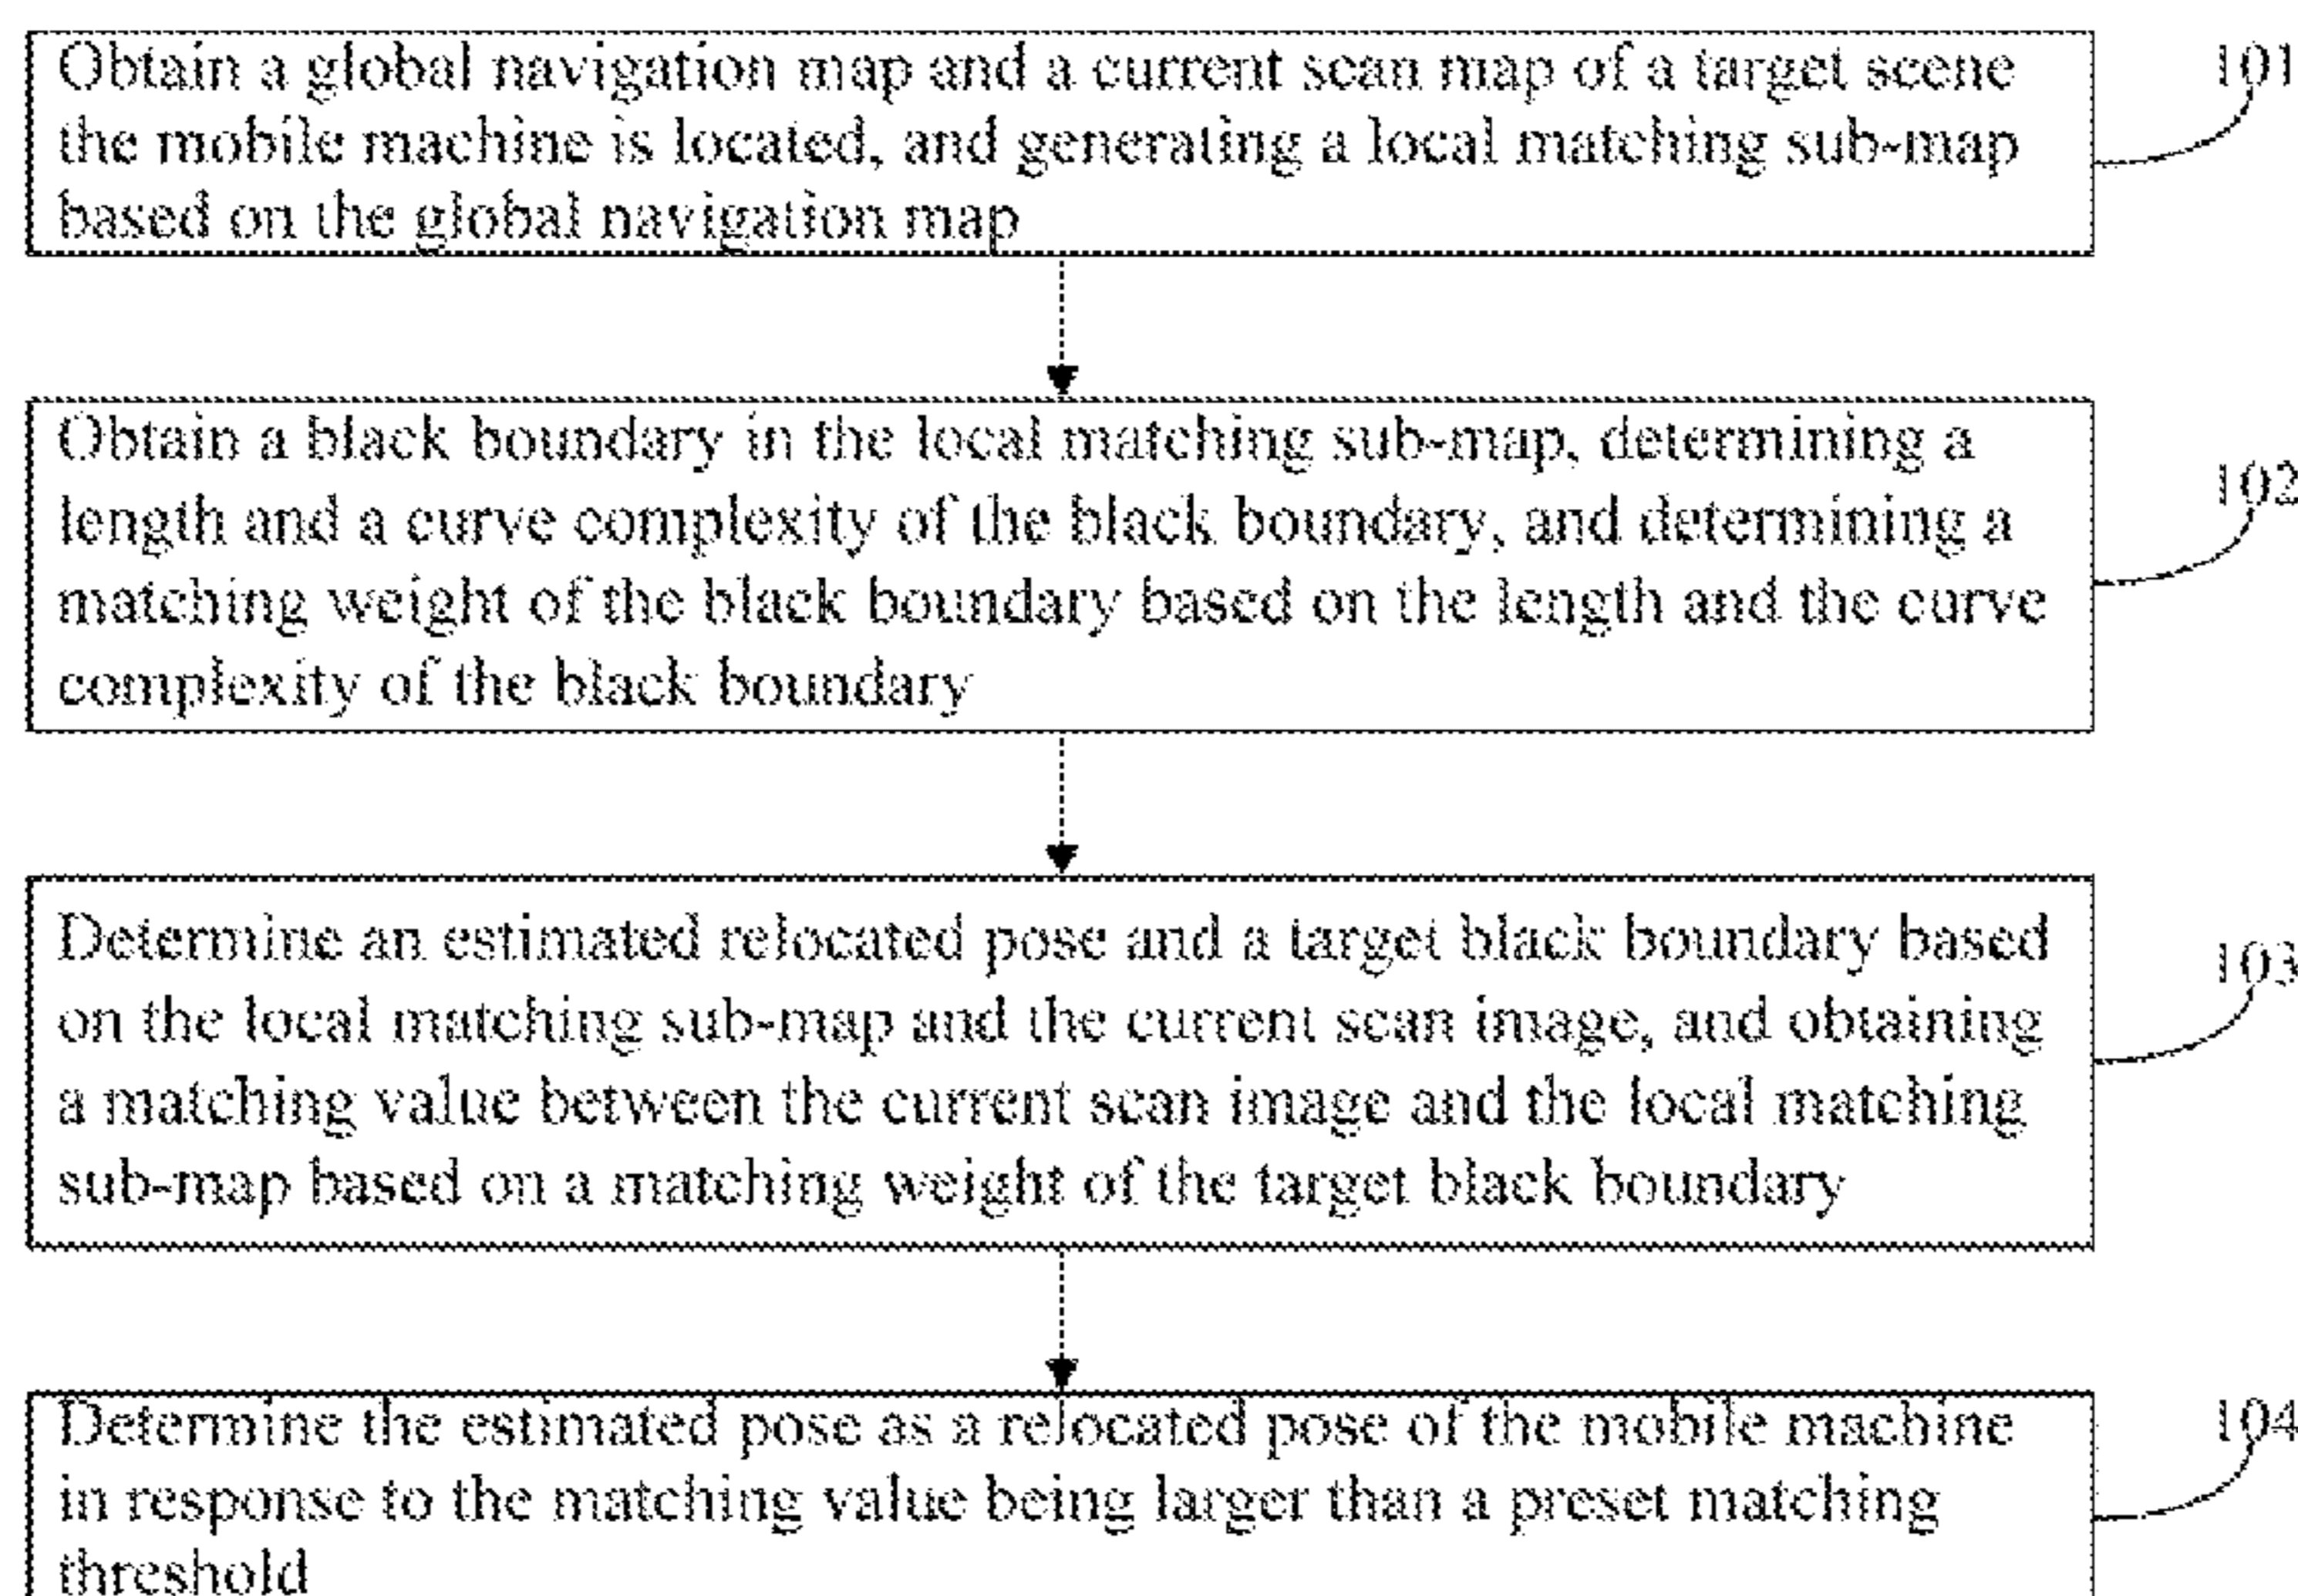 Obtain a global navigation map and a current scan map of a target scene
101
the mobile machine is located, and generating a local matching sub-map
based on the global navigation map
Obtain a black boundary in the local matching sub-map, determining a
102
length and a curve complexity of the black boundary, and determining a
matching weight of the black boundary based on the length and the curve
complexity of the black boundary
Determine an estimated relocated pose and a target black boundary based
103
on the local matching sub-map and the current scan image, and obtaining
a matching value between the current scan image and the local matching
sub-map based on a matching weight of the target black boundary
Determine the estimated pose as a relocated pose of the mobile machine
104
in response to the matching value being larger than a preset matching
threshold